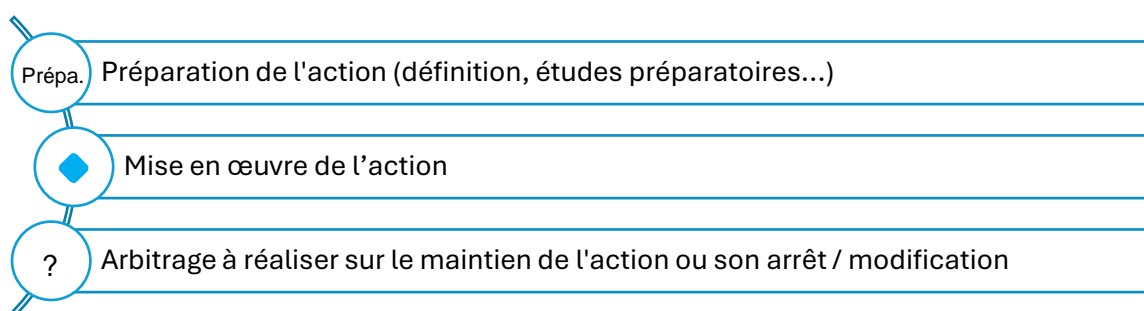 Prépa. Préparation de l'action (définition, études préparatoires...)
Mise en œuvre de l’action
? Arbitrage à réaliser sur le maintien de l'action ou son arrêt / modification